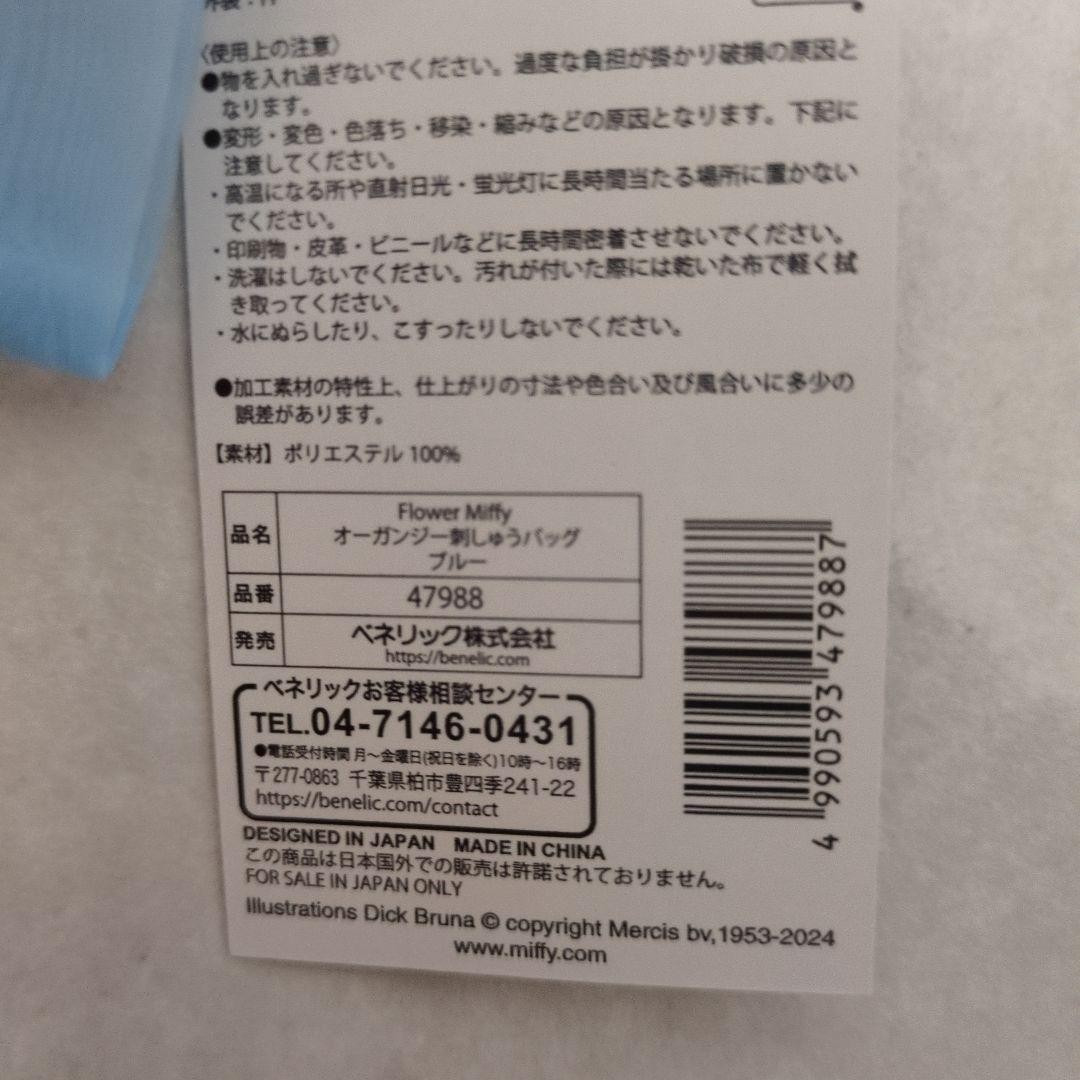 〈使用上の注意〉
●物を入れ過ぎないでください。過度な負担が掛かり破損の原因と
なります。
●変形・変色・色落ち・移染・縮みなどの原因となります。下記に
注意してください。
・高温になる所や直射日光・蛍光灯に長時間当たる場所に置かない
でください。
・印刷物・皮革・ビニールなどに長時間密着させないでください。
・洗濯はしないでください。汚れが付いた際には乾いた布で軽く拭
き取ってください。
・水にぬらしたり、こすったりしないでください。
●加工素材の特性上、仕上がりの寸法や色合い及び風合いに多少の
誤差があります。
【素材】ポリエステル 100%
品名
Flower Miffy
オーガンジー刺しゅうバッグ
ブルー
品番 47988
発売 ベネリック株式会社
https://benelic.com
ベネリックお客様相談センター
TEL.04-7146-0431
●電話受付時間 月〜金曜日(祝日を除く)10時〜16時
〒277-0863 千葉県柏市豊四季241-22
https://benelic.com/contact
DESIGNED IN JAPAN MADE IN CHINA
この商品は日本国外での販売は許諾されておりません。
FOR SALE IN JAPAN ONLY
Illustrations Dick Bruna © copyright Mercis bv,1953-2024
www.miffy.com
4 990593 479887